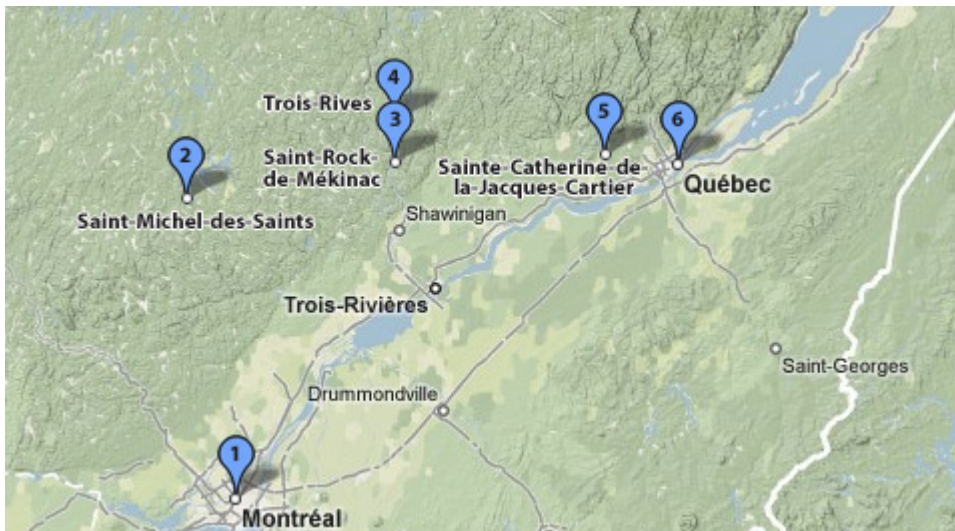 4
Trois-Rives
3
5
6
2
Saint-Rock-
de-Mékinac
Sainte-Catherine-de-
la-Jacques-Cartier
Québec
Saint-Michel-des-Saints
Shawinigan
Trois-Rivières
Saint-Georges
Drummondville
1
Montréal